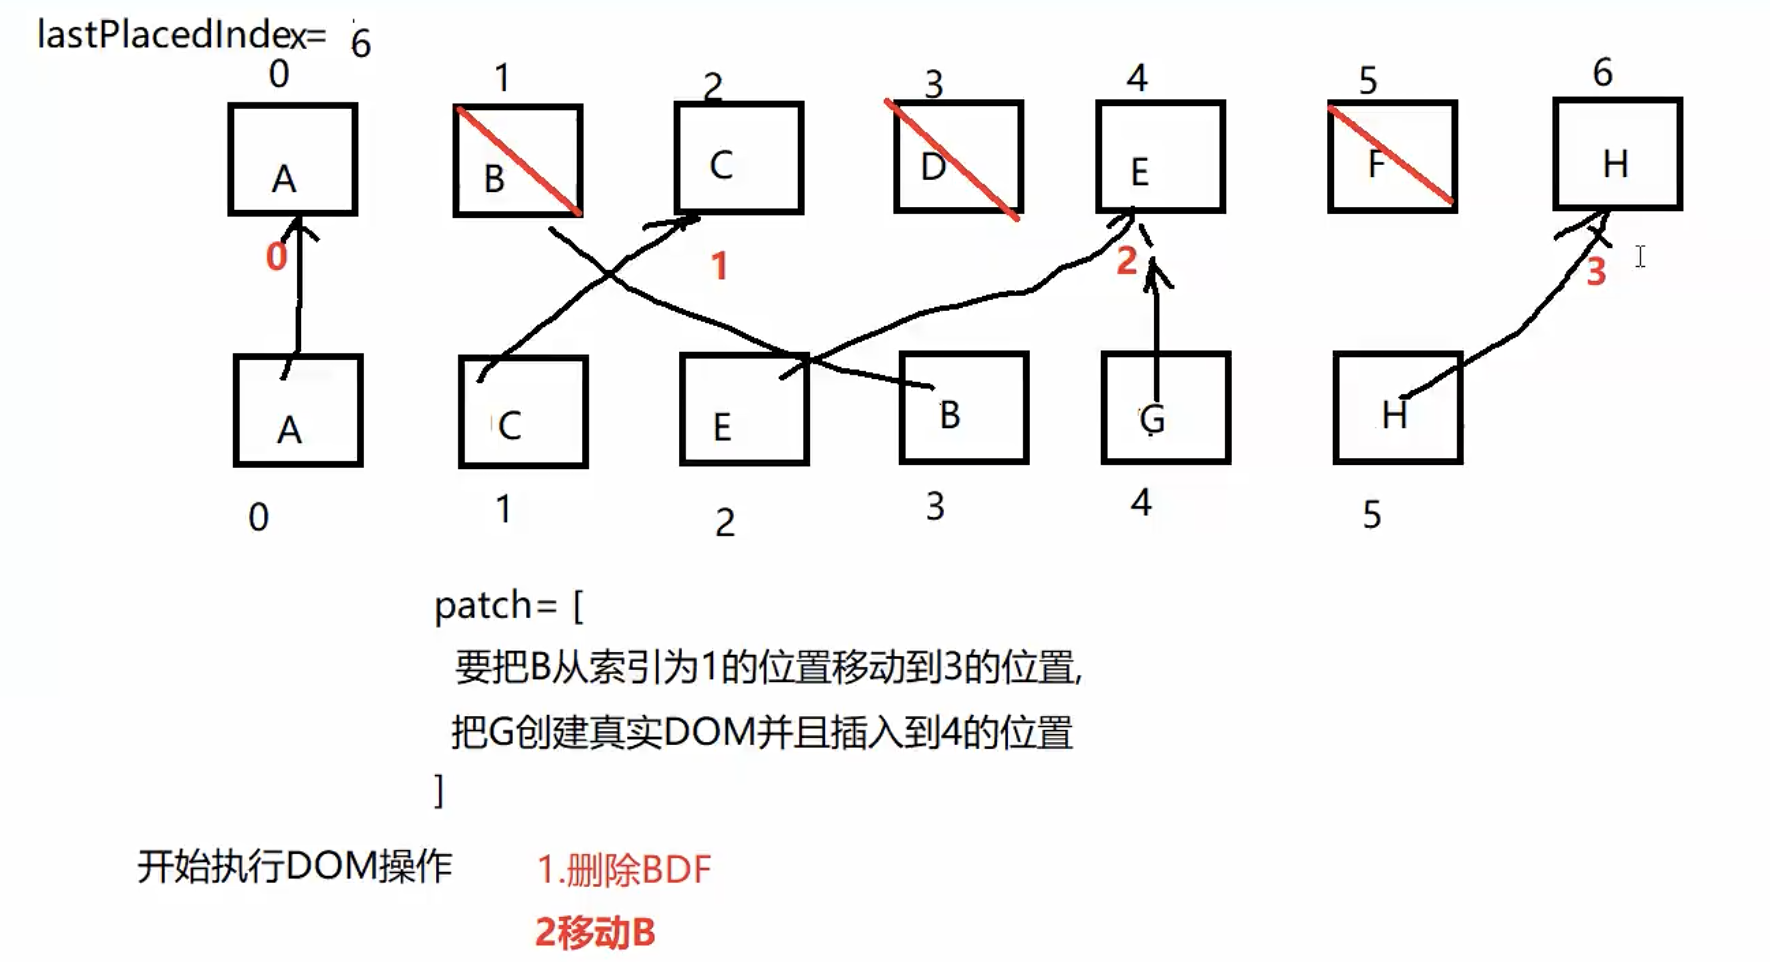 lastPlacedIndex= 6
0 1 2 3 4 5 6
A B C D E F H
0 1 2 3
A C E B G H
0 1 2 3 4 5
patch= [
要把B从索引为1的位置移动到3的位置,
把G创建真实DOM并且插入到4的位置
]
开始执行DOM操作 1.删除BDF
2移动B